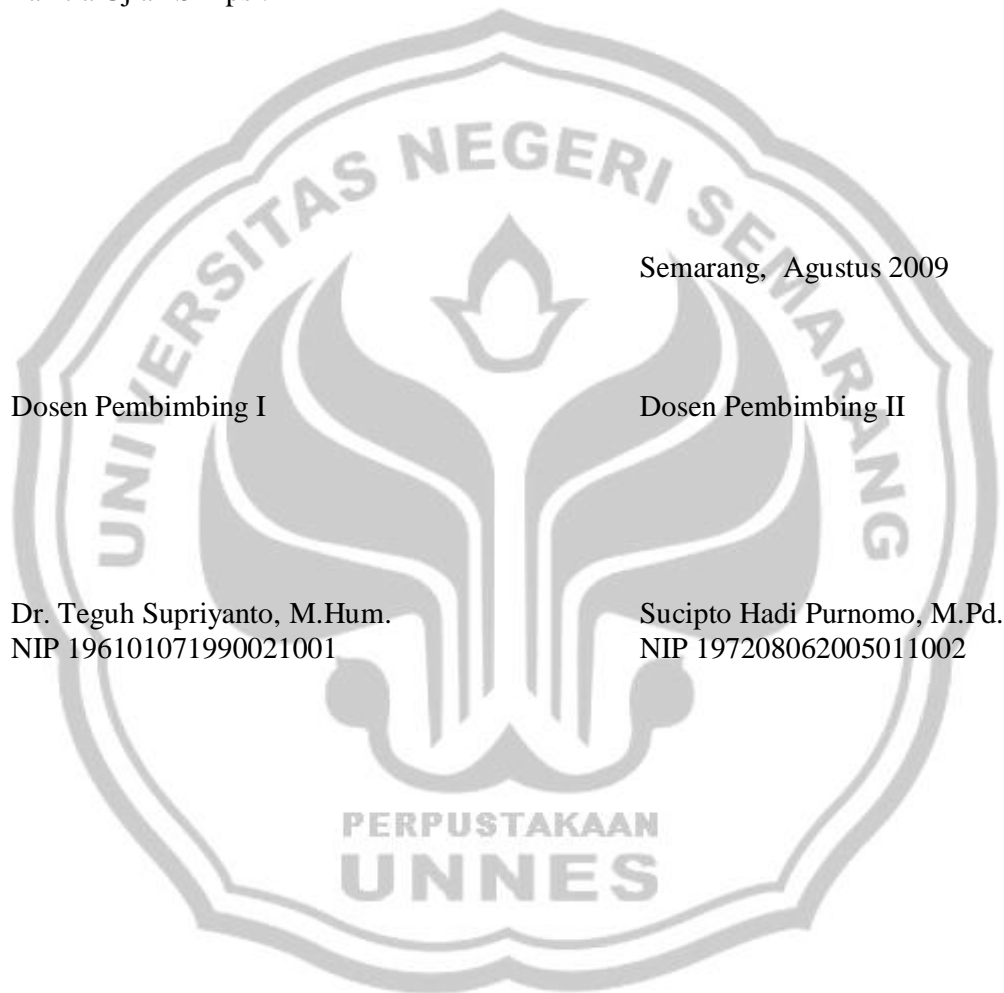 Semarang,  Agustus 2009
Dosen Pembimbing I
Dosen Pembimbing II
Dr. Teguh Supriyanto, M.Hum.
NIP 196101071990021001
Sucipto Hadi Purnomo, M.Pd.
NIP 197208062005011002
UNIVERSITAS NEGERI SEMARANG
PERPUSTAKAAN
UNNES